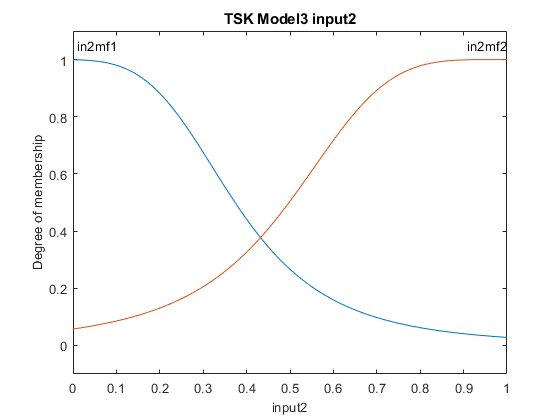 TSK Model3 input2
in2mf1
in2mf2
1
0.8
0.6
0.4
0.2
0
Degree of membership
0 0.1 0.2 0.3 0.4 0.5 0.6 0.7 0.8 0.9 1
input2